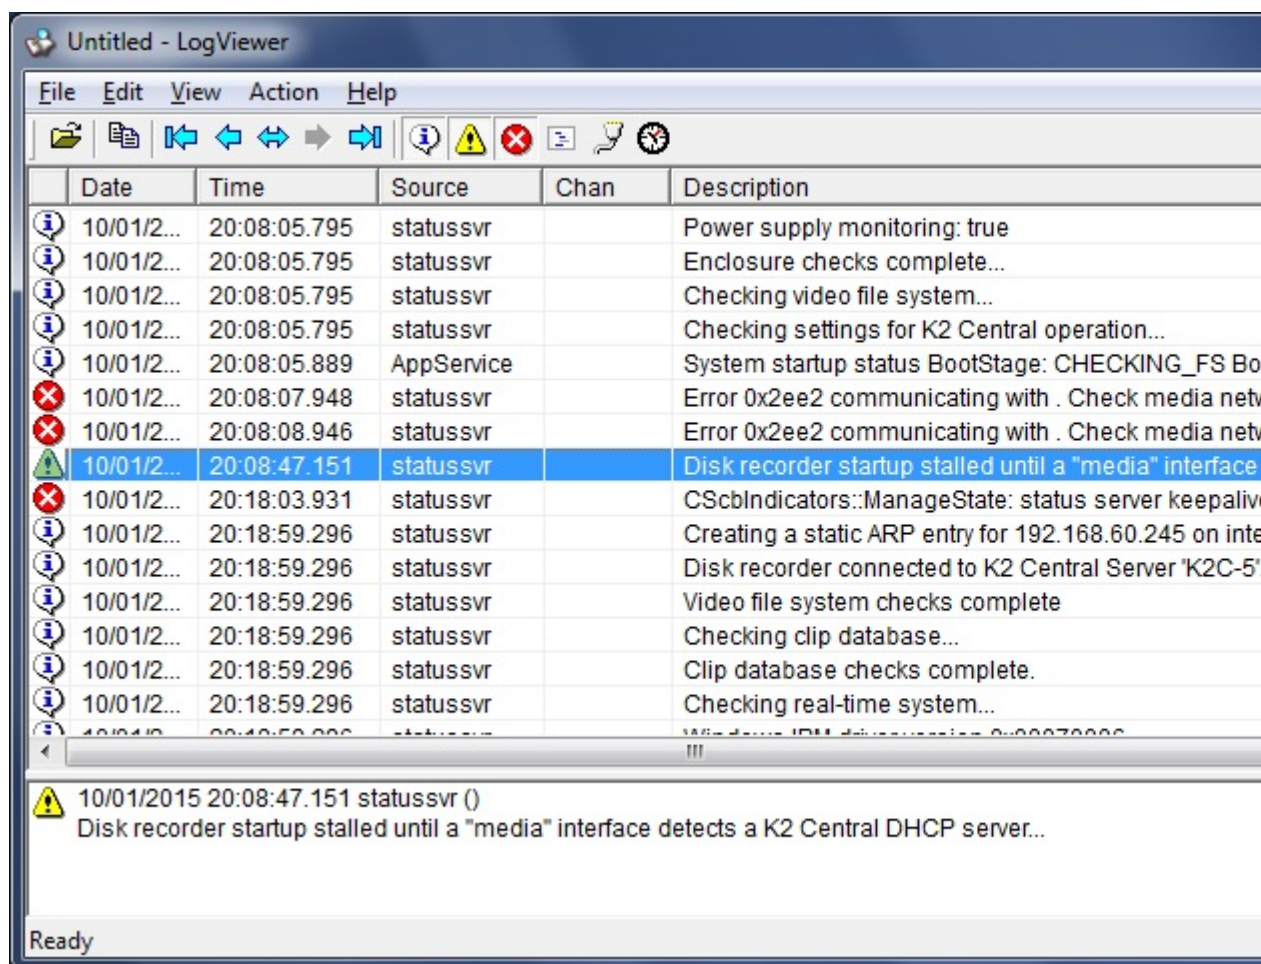 Untitled - LogViewer
File Edit View Action Help
Date Time Source Chan Description
10/01/2... 20:08:05.795 statussvr Power supply monitoring: true
10/01/2... 20:08:05.795 statussvr Enclosure checks complete...
10/01/2... 20:08:05.795 statussvr Checking video file system...
10/01/2... 20:08:05.795 statussvr Checking settings for K2 Central operation...
10/01/2... 20:08:05.889 AppService System startup status BootStage: CHECKING_FS Bo
10/01/2... 20:08:07.948 statussvr Error 0x2ee2 communicating with . Check media netw
10/01/2... 20:08:08.946 statussvr Error 0x2ee2 communicating with . Check media netw
10/01/2... 20:08:47.151 statussvr Disk recorder startup stalled until a "media" interface
10/01/2... 20:18:03.931 statussvr CScbIndicators::ManageState: status server keepalive
10/01/2... 20:18:59.296 statussvr Creating a static ARP entry for 192.168.60.245 on inte
10/01/2... 20:18:59.296 statussvr Disk recorder connected to K2 Central Server 'K2C-5'.
10/01/2... 20:18:59.296 statussvr Video file system checks complete
10/01/2... 20:18:59.296 statussvr Checking clip database...
10/01/2... 20:18:59.296 statussvr Clip database checks complete.
10/01/2... 20:18:59.296 statussvr Checking real-time system...
10/01/2015 20:08:47.151 statussvr ()
Disk recorder startup stalled until a "media" interface detects a K2 Central DHCP server...
Ready